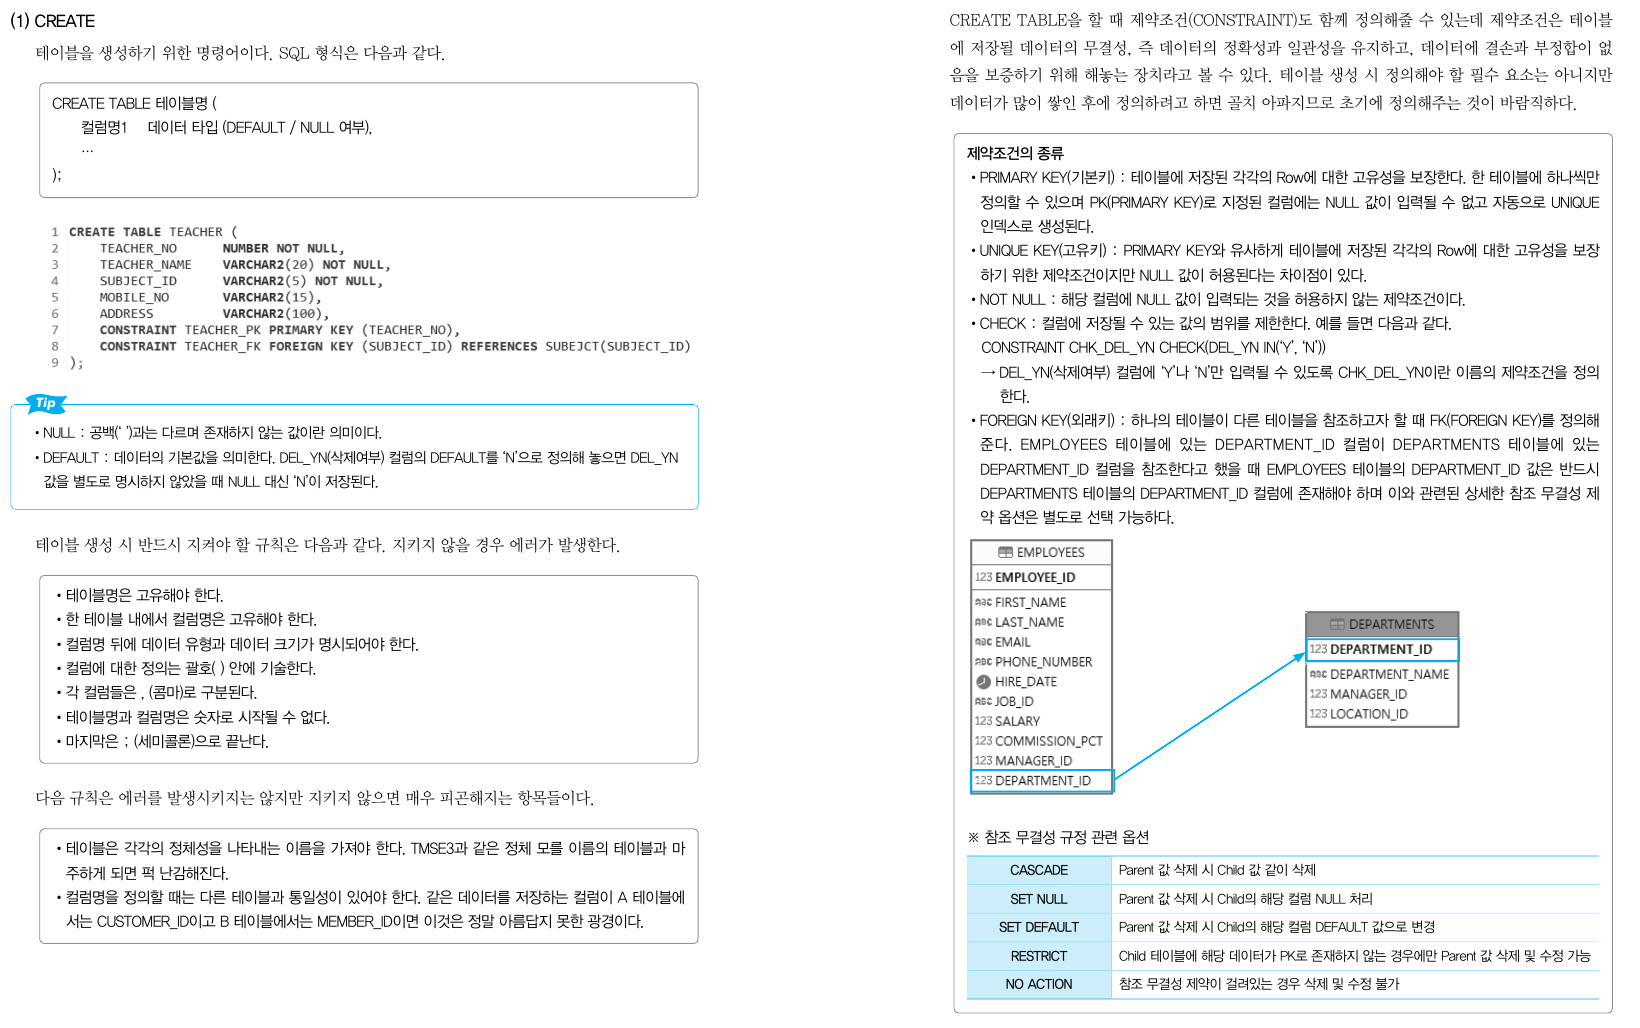 (1) CREATE
테이블을 생성하기 위한 명령어이다. SQL 형식은 다음과 같다.
CREATE TABLE 테이블명 (
컬럼명1 데이터 타입 (DEFAULT / NULL 여부),
…
);
1 CREATE TABLE TEACHER (
2 TEACHER_NO NUMBER NOT NULL,
3 TEACHER_NAME VARCHAR2(20) NOT NULL,
4 SUBJECT_ID VARCHAR2(5) NOT NULL,
5 MOBILE_NO VARCHAR2(15),
6 ADDRESS VARCHAR2(100),
7 CONSTRAINT TEACHER_PK PRIMARY KEY (TEACHER_NO),
8 CONSTRAINT TEACHER_FK FOREIGN KEY (SUBJECT_ID) REFERENCES SUBEJCT(SUBJECT_ID)
9 );
Tip
• NULL : 공백(‘ ’)과는 다르며 존재하지 않는 값이란 의미이다.
• DEFAULT : 데이터의 기본값을 의미한다. DEL_YN(삭제여부) 컬럼의 DEFAULT를 ‘N’으로 정의해 놓으면 DEL_YN
값을 별도로 명시하지 않았을 때 NULL 대신 ‘N’이 저장된다.
테이블 생성 시 반드시 지켜야 할 규칙은 다음과 같다. 지키지 않을 경우 에러가 발생한다.
• 테이블명은 고유해야 한다.
• 한 테이블 내에서 컬럼명은 고유해야 한다.
• 컬럼명 뒤에 데이터 유형과 데이터 크기가 명시되어야 한다.
• 컬럼에 대한 정의는 괄호( ) 안에 기술한다.
• 각 컬럼들은 , (콤마)로 구분된다.
• 테이블명과 컬럼명은 숫자로 시작될 수 없다.
• 마지막은 ; (세미콜론)으로 끝난다.
다음 규칙은 에러를 발생시키지는 않지만 지키지 않으면 매우 피곤해지는 항목들이다.
• 테이블은 각각의 정체성을 나타내는 이름을 가져야 한다. TMSE3과 같은 정체 모를 이름의 테이블과 마
주하게 되면 퍽 난감해진다.
• 컬럼명을 정의할 때는 다른 테이블과 통일성이 있어야 한다. 같은 데이터를 저장하는 컬럼이 A 테이블에
서는 CUSTOMER_ID이고 B 테이블에서는 MEMBER_ID이면 이것은 정말 아름답지 못한 광경이다.
CREATE TABLE을 할 때 제약조건(CONSTRAINT)도 함께 정의해줄 수 있는데 제약조건은 테이블
에 저장될 데이터의 무결성, 즉 데이터의 정확성과 일관성을 유지하고, 데이터에 결손과 부정합이 없
음을 보증하기 위해 해놓는 장치라고 볼 수 있다. 테이블 생성 시 정의해야 할 필수 요소는 아니지만
데이터가 많이 쌓인 후에 정의하려고 하면 골치 아파지므로 초기에 정의해주는 것이 바람직하다.
제약조건의 종류
• PRIMARY KEY(기본키) : 테이블에 저장된 각각의 Row에 대한 고유성을 보장한다. 한 테이블에 하나씩만
정의할 수 있으며 PK(PRIMARY KEY)로 지정된 컬럼에는 NULL 값이 입력될 수 없고 자동으로 UNIQUE
인덱스로 생성된다.
• UNIQUE KEY(고유키) : PRIMARY KEY와 유사하게 테이블에 저장된 각각의 Row에 대한 고유성을 보장
하기 위한 제약조건이지만 NULL 값이 허용된다는 차이점이 있다.
• NOT NULL : 해당 컬럼에 NULL 값이 입력되는 것을 허용하지 않는 제약조건이다.
• CHECK : 컬럼에 저장될 수 있는 값의 범위를 제한한다. 예를 들면 다음과 같다.
CONSTRAINT CHK_DEL_YN CHECK(DEL_YN IN(‘Y’, ‘N’))
→ DEL_YN(삭제여부) 컬럼에 ‘Y’나 ‘N’만 입력될 수 있도록 CHK_DEL_YN이란 이름의 제약조건을 정의
한다.
• FOREIGN KEY(외래키) : 하나의 테이블이 다른 테이블을 참조하고자 할 때 FK(FOREIGN KEY)를 정의해
준다. EMPLOYEES 테이블에 있는 DEPARTMENT_ID 컬럼이 DEPARTMENTS 테이블에 있는
DEPARTMENT_ID 컬럼을 참조한다고 했을 때 EMPLOYEES 테이블의 DEPARTMENT_ID 값은 반드시
DEPARTMENTS 테이블의 DEPARTMENT_ID 컬럼에 존재해야 하며 이와 관련된 상세한 참조 무결성 제
약 옵션은 별도로 선택 가능하다.
EMPLOYEES
123 EMPLOYEE_ID
ABC FIRST_NAME
ABC LAST_NAME
ABC EMAIL
ABC PHONE_NUMBER
HIRE_DATE
ABC JOB_ID
123 SALARY
123 COMMISSION_PCT
123 MANAGER_ID
123 DEPARTMENT_ID
DEPARTMENTS
123 DEPARTMENT_ID
ABC DEPARTMENT_NAME
123 MANAGER_ID
123 LOCATION_ID
※ 참조 무결성 규정 관련 옵션
CASCADE Parent 값 삭제 시 Child 값 같이 삭제
SET NULL Parent 값 삭제 시 Child의 해당 컬럼 NULL 처리
SET DEFAULT Parent 값 삭제 시 Child의 해당 컬럼 DEFAULT 값으로 변경
RESTRICT Child 테이블에 해당 데이터가 PK로 존재하지 않는 경우에만 Parent 값 삭제 및 수정 가능
NO ACTION 참조 무결성 제약이 걸려있는 경우 삭제 및 수정 불가